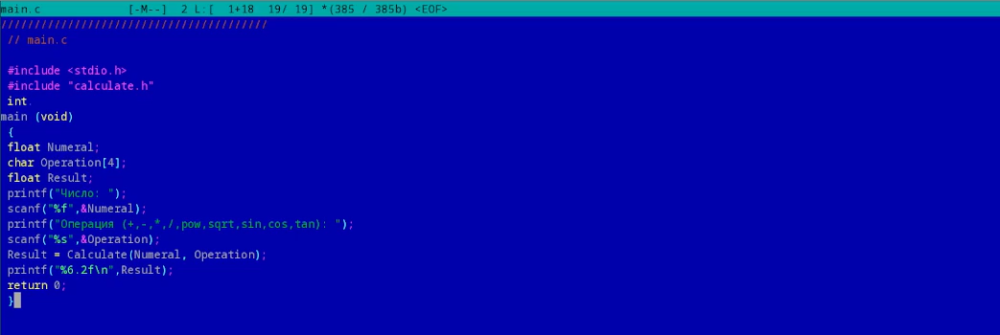 main.c [-M--] 2 L:[ 1+18 19/ 19] *(385 / 385b) <EOF>
////////////////////////////////////////
// main.c
#include <stdio.h>
#include "calculate.h"
int.
main (void)
{
float Numeral;
char Operation[4];
float Result;
printf("Число: ");
scanf("%f",&Numeral);
printf("Операция (+,-,*,/,pow,sqrt,sin,cos,tan): ");
scanf("%s",&Operation);
Result = Calculate(Numeral, Operation);
printf("%6.2f\n",Result);
return 0;
}